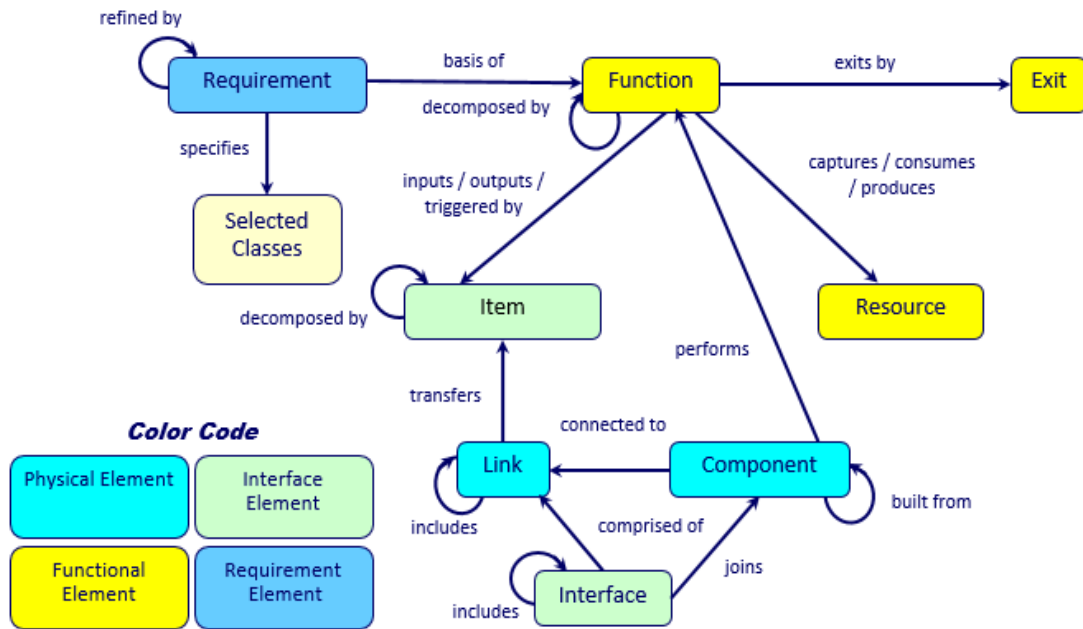 refined by
Requirement
basis of
Function
exits by
Exit
decomposed by
specifies
Selected
Classes
inputs / outputs /
triggered by
captures / consumes
/ produces
decomposed by
Item
Resource
transfers
performs
Color Code
Physical Element
Interface
Element
Functional
Element
Requirement
Element
connected to
Link
Component
includes
comprised of
built from
joins
includes
Interface